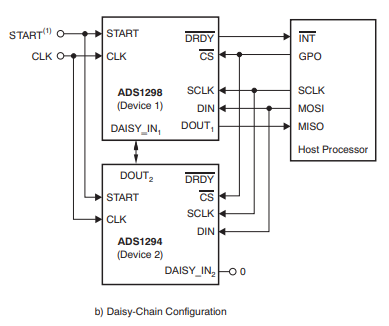 START(1)
CLK
START
CLK
ADS1298
(Device 1)
DAISY_IN1
DRDY
CS
SCLK
DIN
DOUT1
INT
GPO
SCLK
MOSI
MISO
Host Processor
DOUT2
START
CLK
ADS1294
(Device 2)
DRDY
CS
SCLK
DIN
DAISY_IN2
0
b) Daisy-Chain Configuration